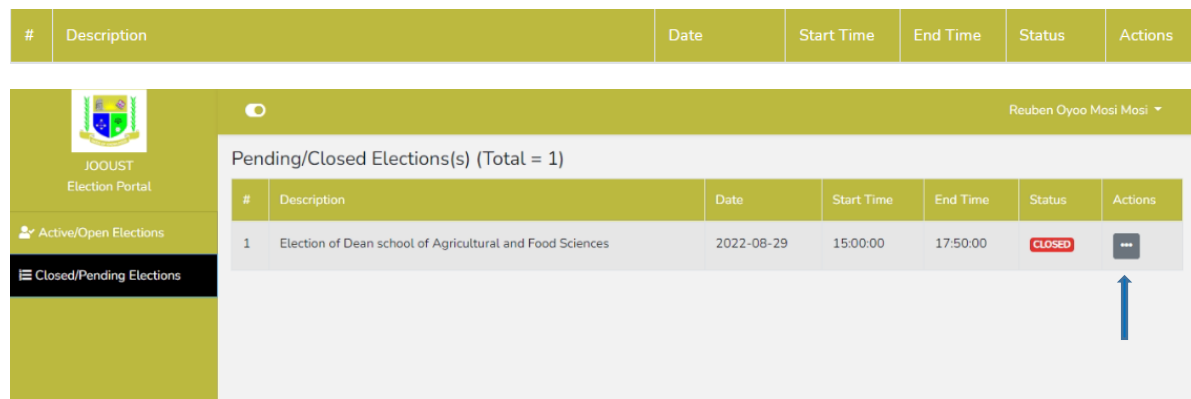 # Description Date Start Time End Time Status Actions
Reuben Oyoo Mosi Mosi
JOOUST
Election Portal
Active/Open Elections
Closed/Pending Elections
Pending/Closed Elections(s) (Total = 1)
# Description Date Start Time End Time Status Actions
1 Election of Dean school of Agricultural and Food Sciences 2022-08-29 15:00:00 17:50:00 CLOSED